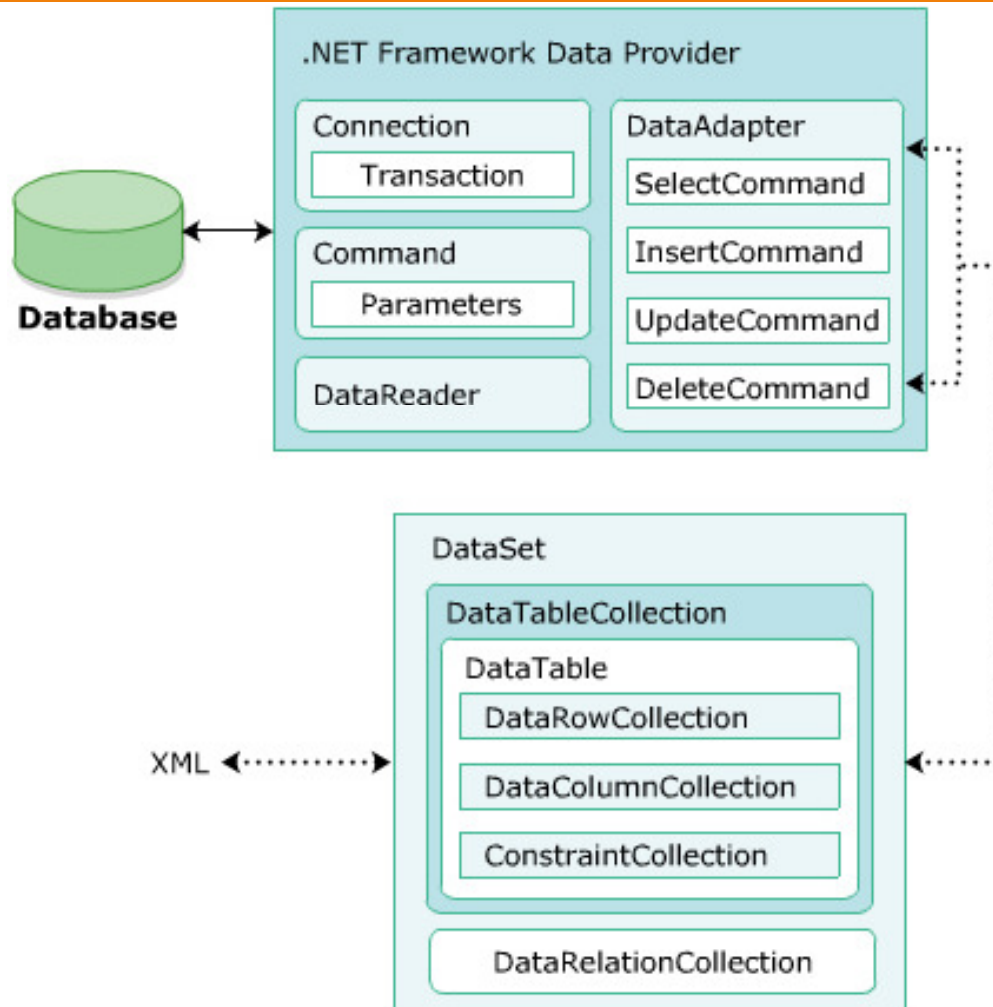 .NET Framework Data Provider
Connection
Transaction
Command
Parameters
DataReader
DataAdapter
SelectCommand
InsertCommand
UpdateCommand
DeleteCommand
Database
DataSet
DataTableCollection
DataTable
DataRowCollection
DataColumnCollection
ConstraintCollection
DataRelationCollection
XML